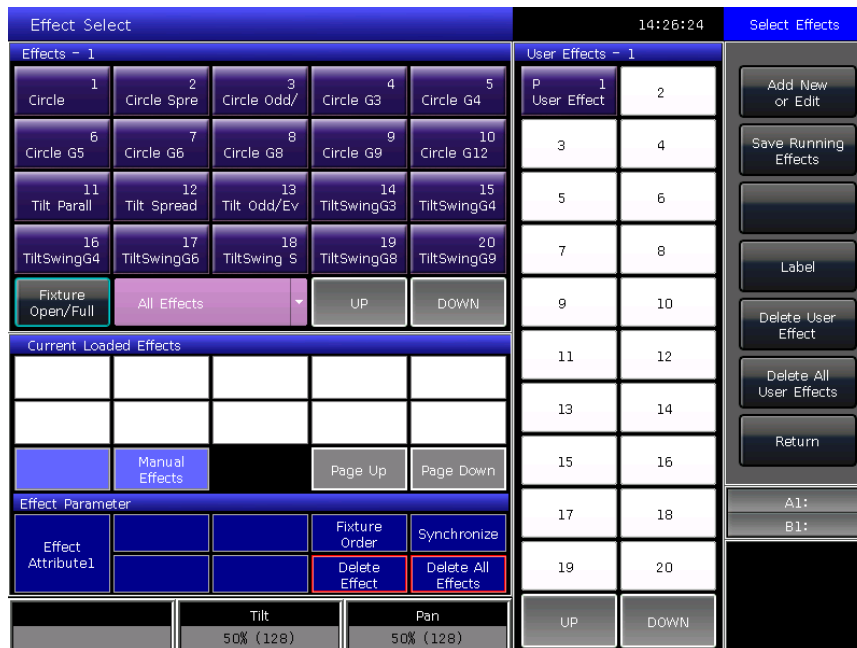 Effect Select
14:26:24
Select Effects
Effects - 1
1
Circle
2
Circle Spre
3
Circle Odd/
4
Circle G3
5
Circle G4
6
Circle G5
7
Circle G6
8
Circle G8
9
Circle G9
10
Circle G12
11
Tilt Parall
12
Tilt Spread
13
Tilt Odd/Ev
14
TiltSwingG3
15
TiltSwingG4
16
TiltSwingG4
17
TiltSwingG6
18
TiltSwing S
19
TiltSwingG8
20
TiltSwingG9
Fixture
Open/Full
All Effects
UP
DOWN
Current Loaded Effects
Manual
Effects
Page Up
Page Down
Effect Parameter
Effect
Attribute1
Fixture
Order
Synchronize
Delete
Effect
Delete All
Effects
Tilt
50% (128)
Pan
50% (128)
User Effects - 1
P 1
User Effect
2
3
4
5
6
7
8
9
10
11
12
13
14
15
16
17
18
19
20
UP
DOWN
Add New
or Edit
Save Running
Effects
Label
Delete User
Effect
Delete All
User Effects
Return
A1:
B1: